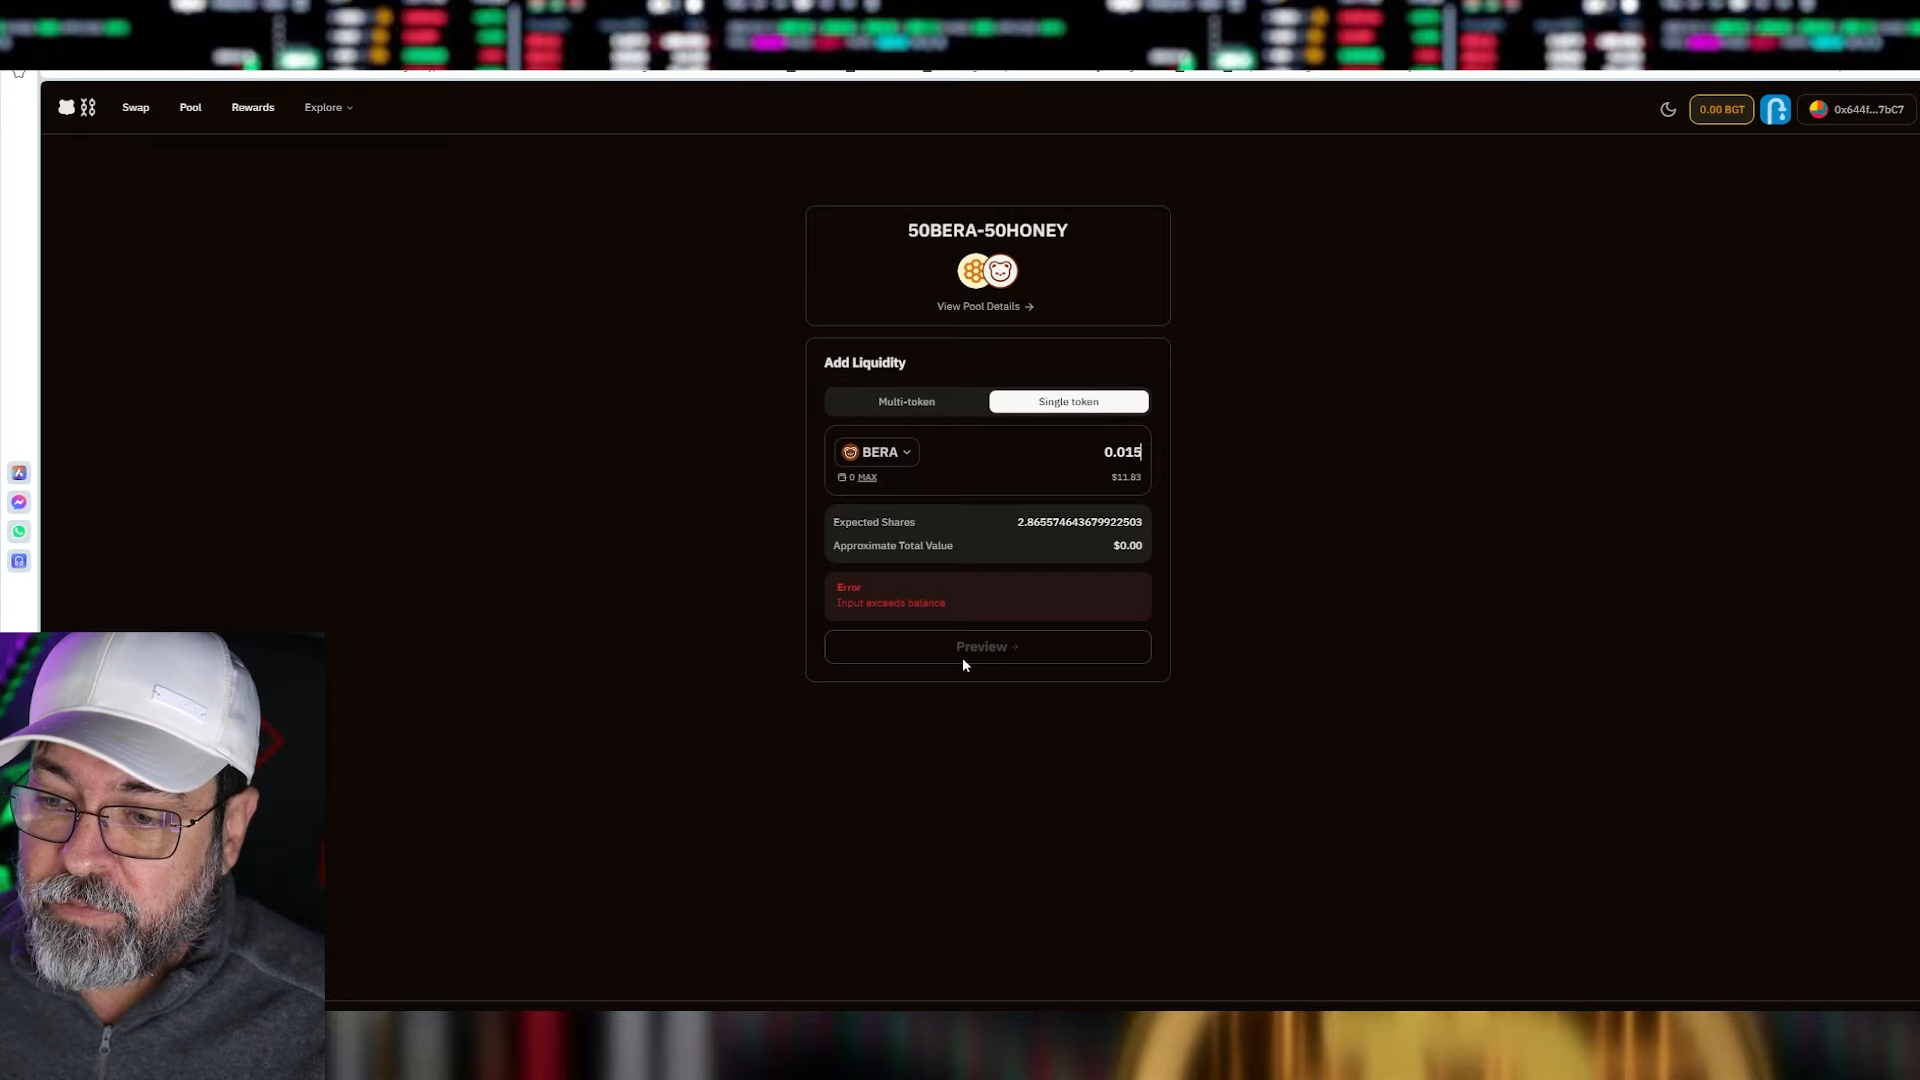 Swap
Pool
Rewards
Explore
0.00 BGT
0x644f...7bC7
50BERA-50HONEY
View Pool Details →
Add Liquidity
Multi-token
Single token
BERA
0.015
0 MAX
$11.83
Expected Shares
2.865574643679922503
Approximate Total Value
$0.00
Error
Input exceeds balance
Preview